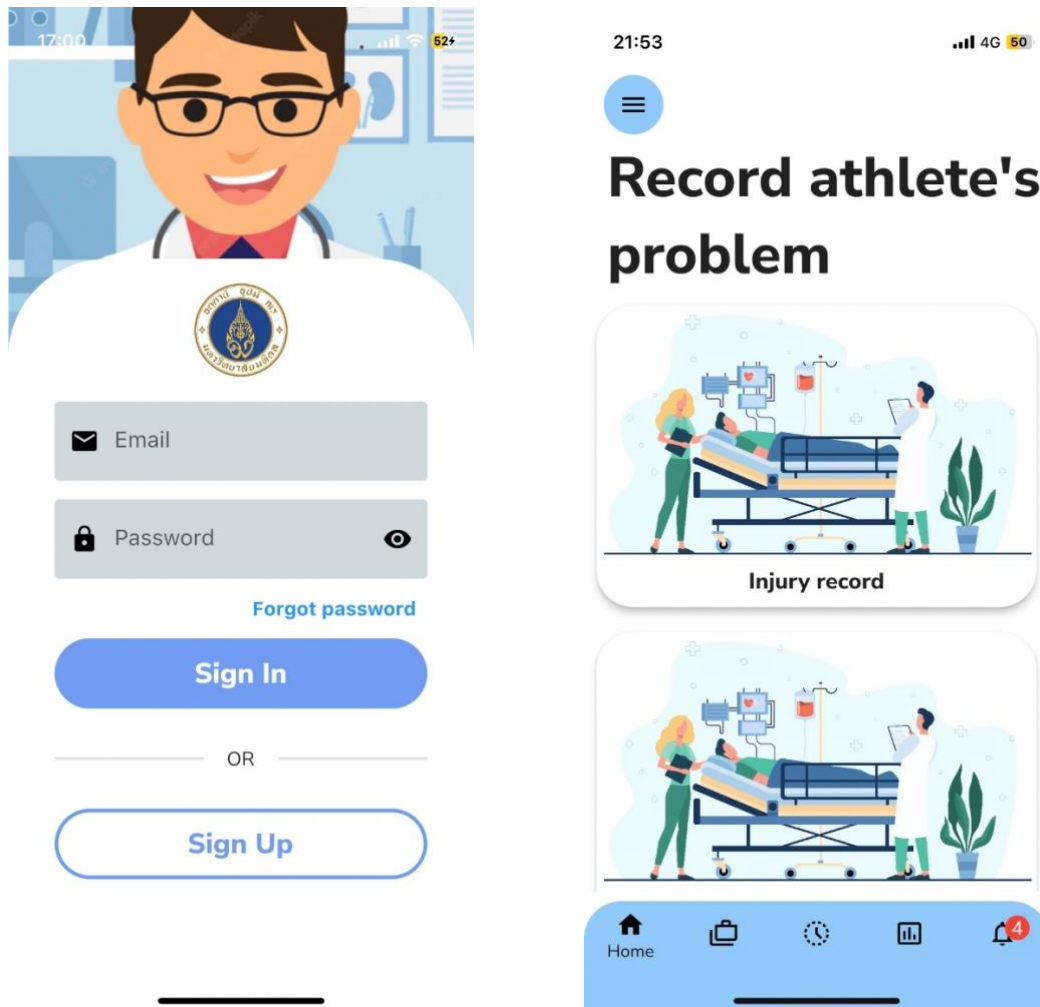 17:00
52
Email
Password
Forgot password
Sign In
OR
Sign Up
21:53
4G 50
Record athlete's
problem
Injury record
Home
4